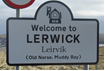 Welcome to
LERWICK
Leirvik
(Old Norse: Muddy Bay)